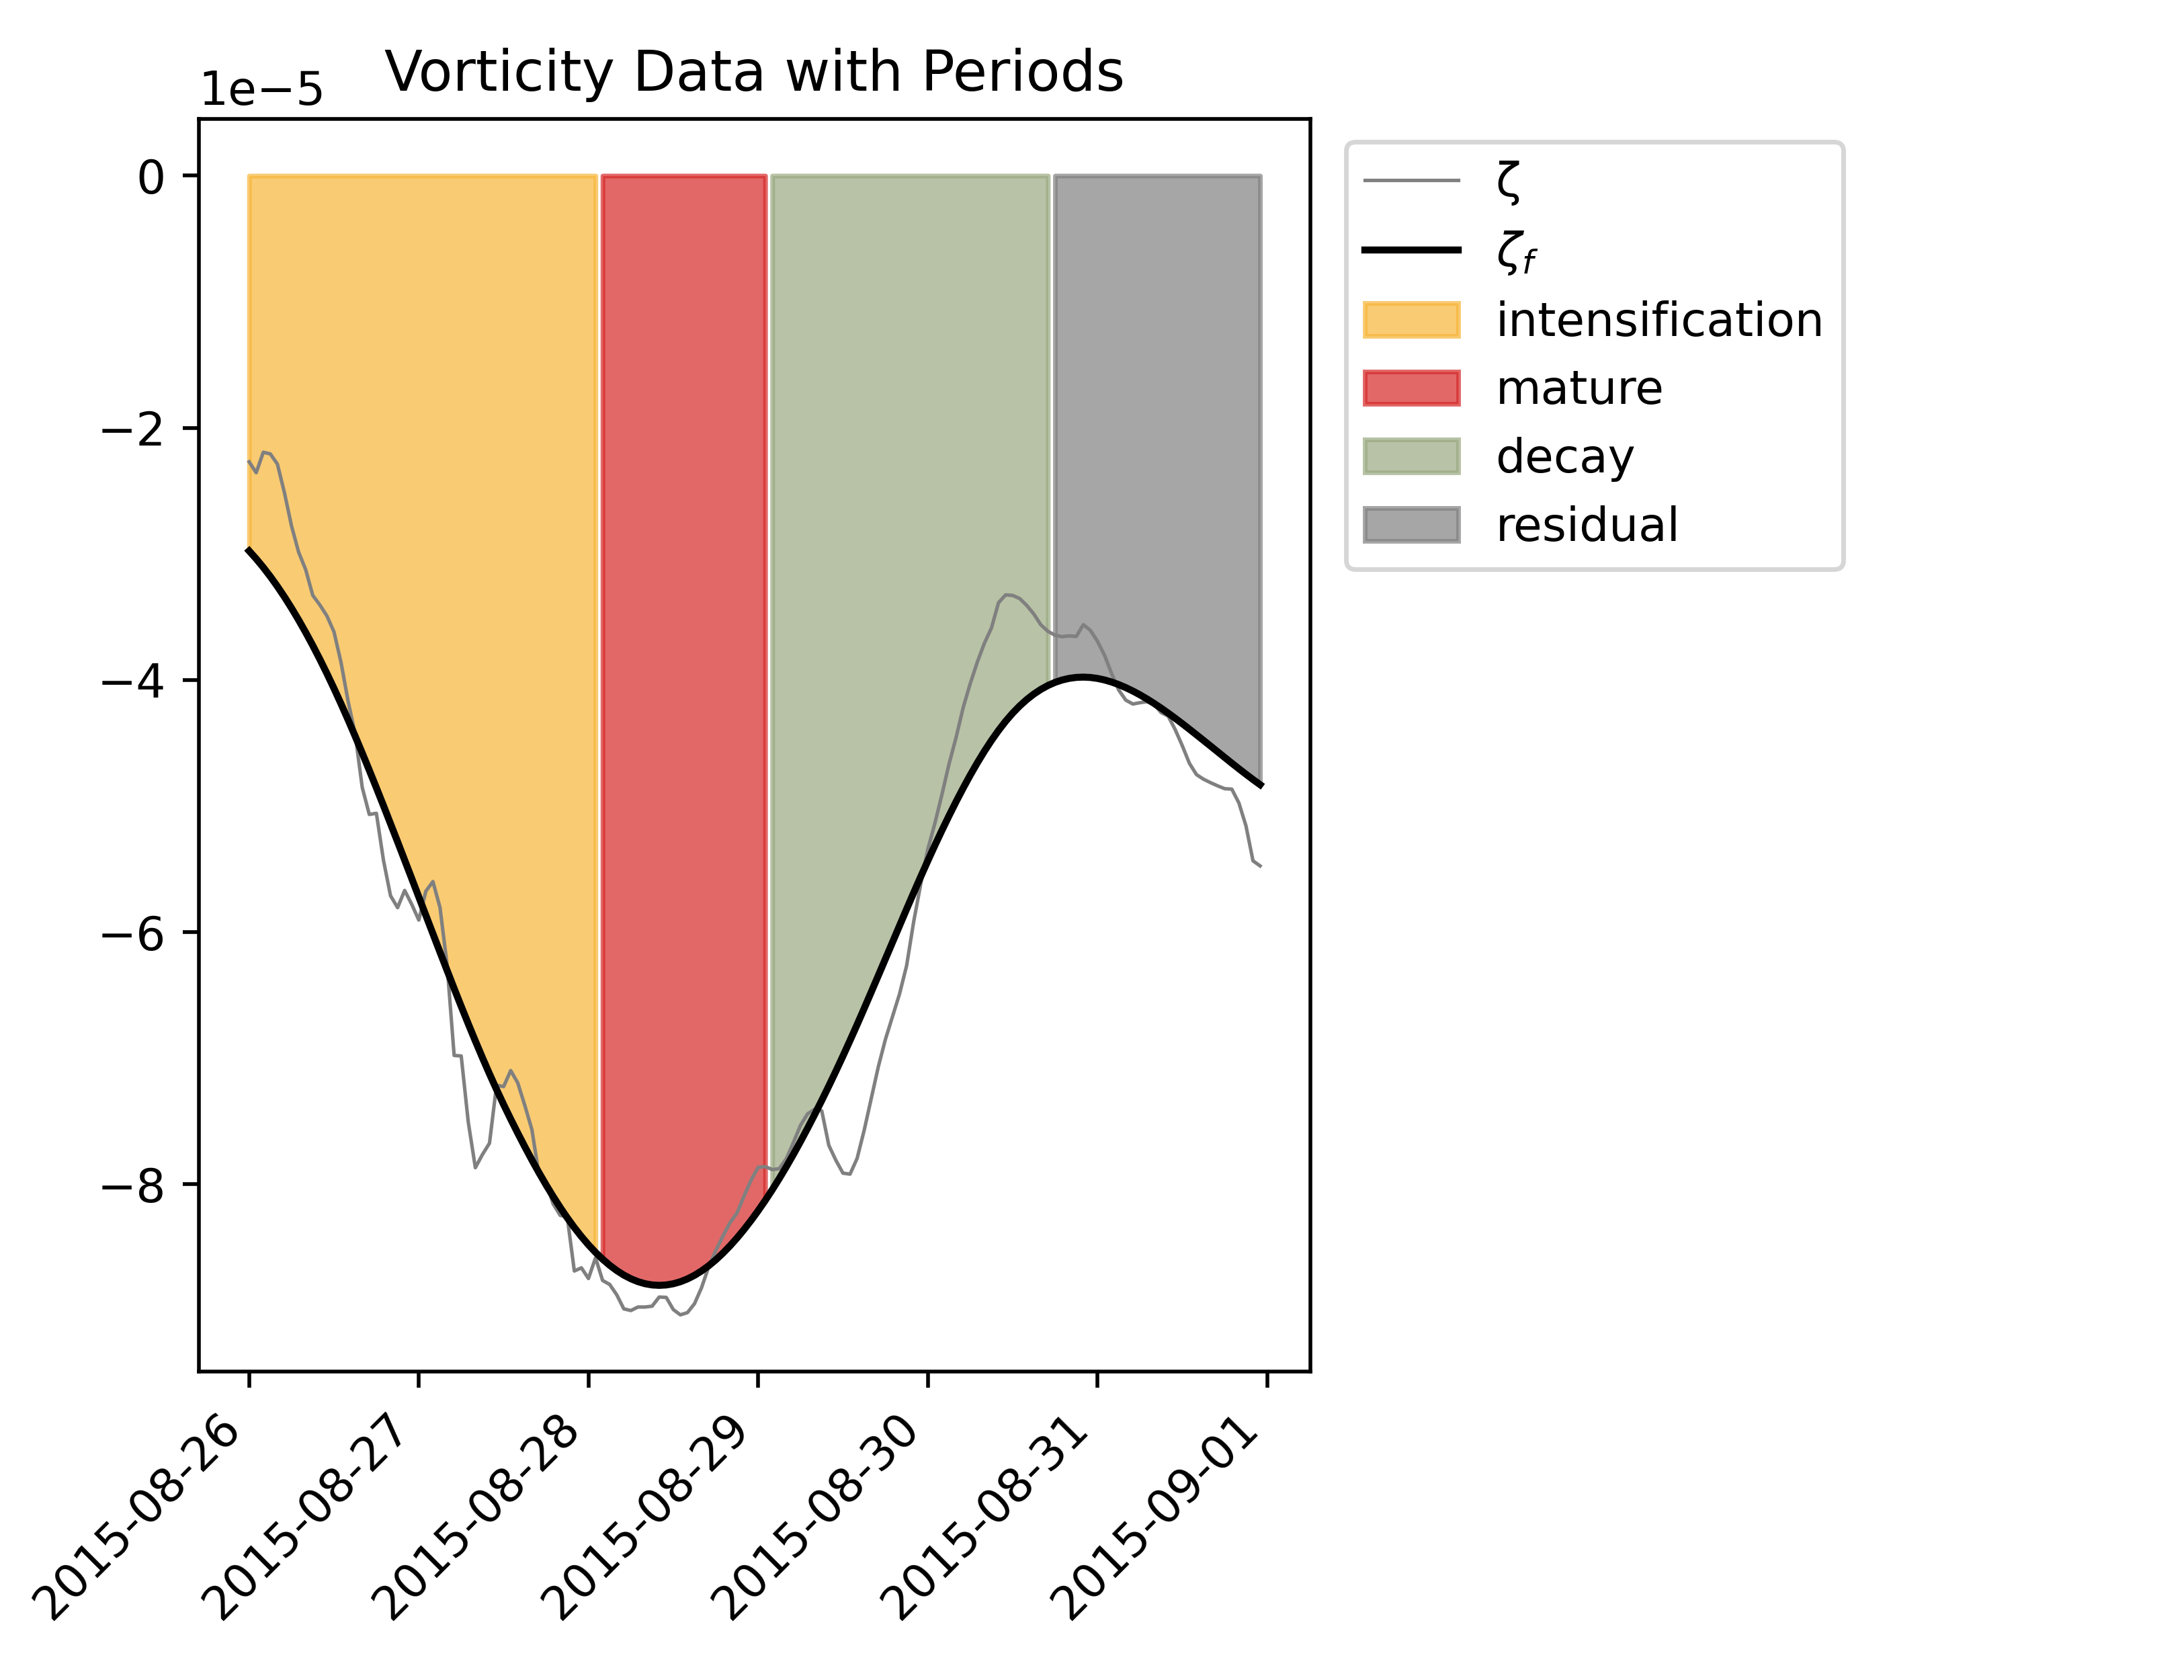 Vorticity Data with Periods
1e−5
0
−2
−4
−6
−8
2015-08-26
2015-08-27
2015-08-28
2015-08-29
2015-08-30
2015-08-31
2015-09-01
ζ
ζf
intensification
mature
decay
residual